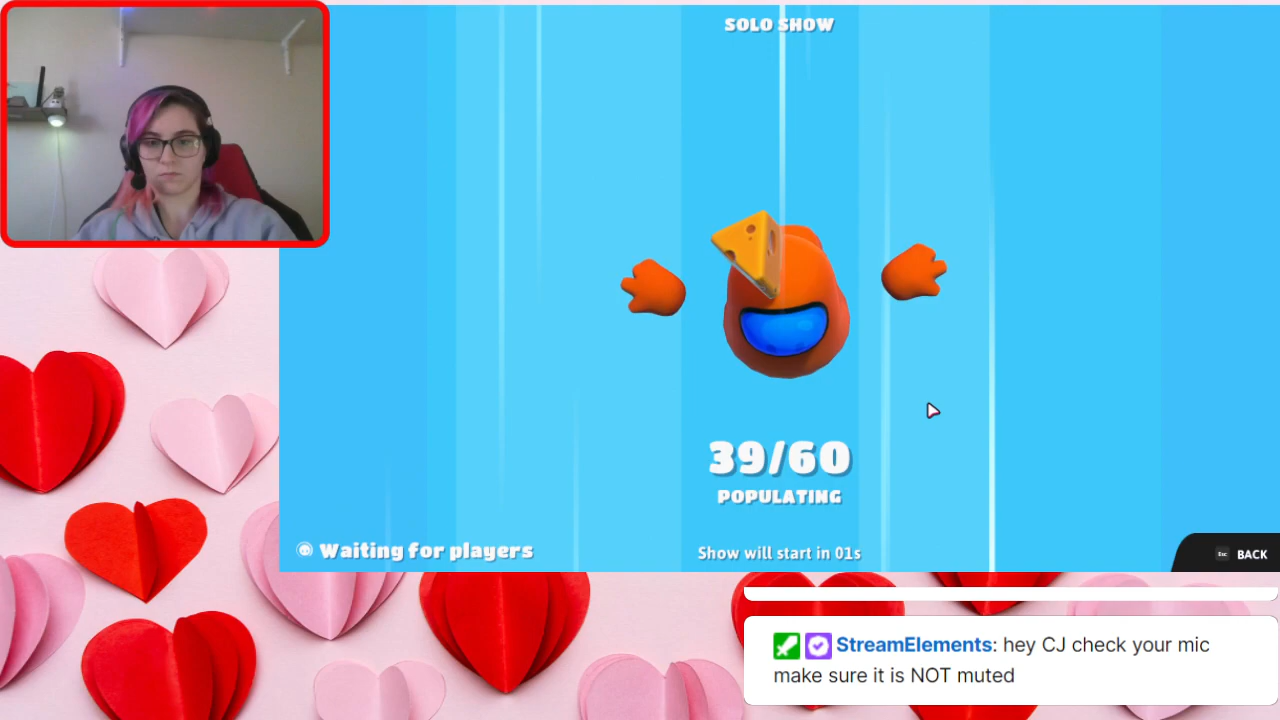 SOLO SHOW
39/60
POPULATING
Waiting for players
Show will start in 01s
Esc BACK
StreamElements: hey CJ check your mic
make sure it is NOT muted